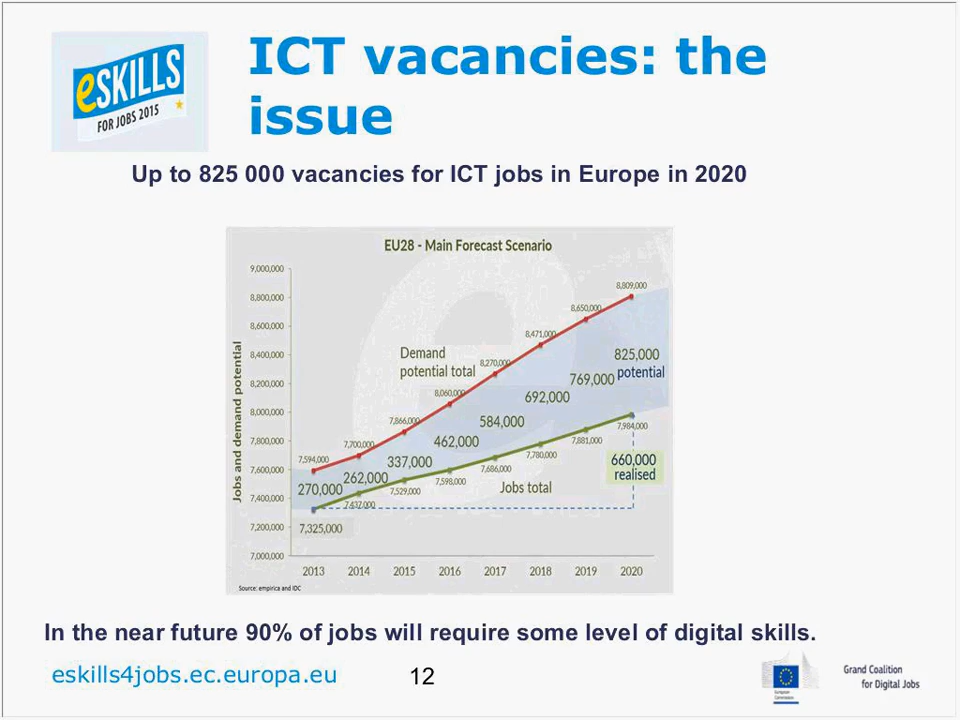 eSKILLS
FOR JOBS 2015
ICT vacancies: the
issue
Up to 825 000 vacancies for ICT jobs in Europe in 2020
EU28 - Main Forecast Scenario
Jobs and demand potential
9,000,000
8,800,000
8,600,000
8,400,000
8,200,000
8,000,000
7,800,000
7,600,000
7,400,000
7,200,000
7,000,000
Demand
potential total
7,594,000
7,700,000
7,866,000
8,060,000
8,270,000
8,471,000
8,650,000
8,809,000
270,000
262,000
337,000
462,000
584,000
692,000
769,000
825,000
potential
7,325,000
7,437,000
7,529,000
7,598,000
7,686,000
7,780,000
7,881,000
7,984,000
Jobs total
660,000
realised
2013 2014 2015 2016 2017 2018 2019 2020
Source: empirica and IDC
In the near future 90% of jobs will require some level of digital skills.
eskills4jobs.ec.europa.eu
12
European
Commission
Grand Coalition
for Digital Jobs